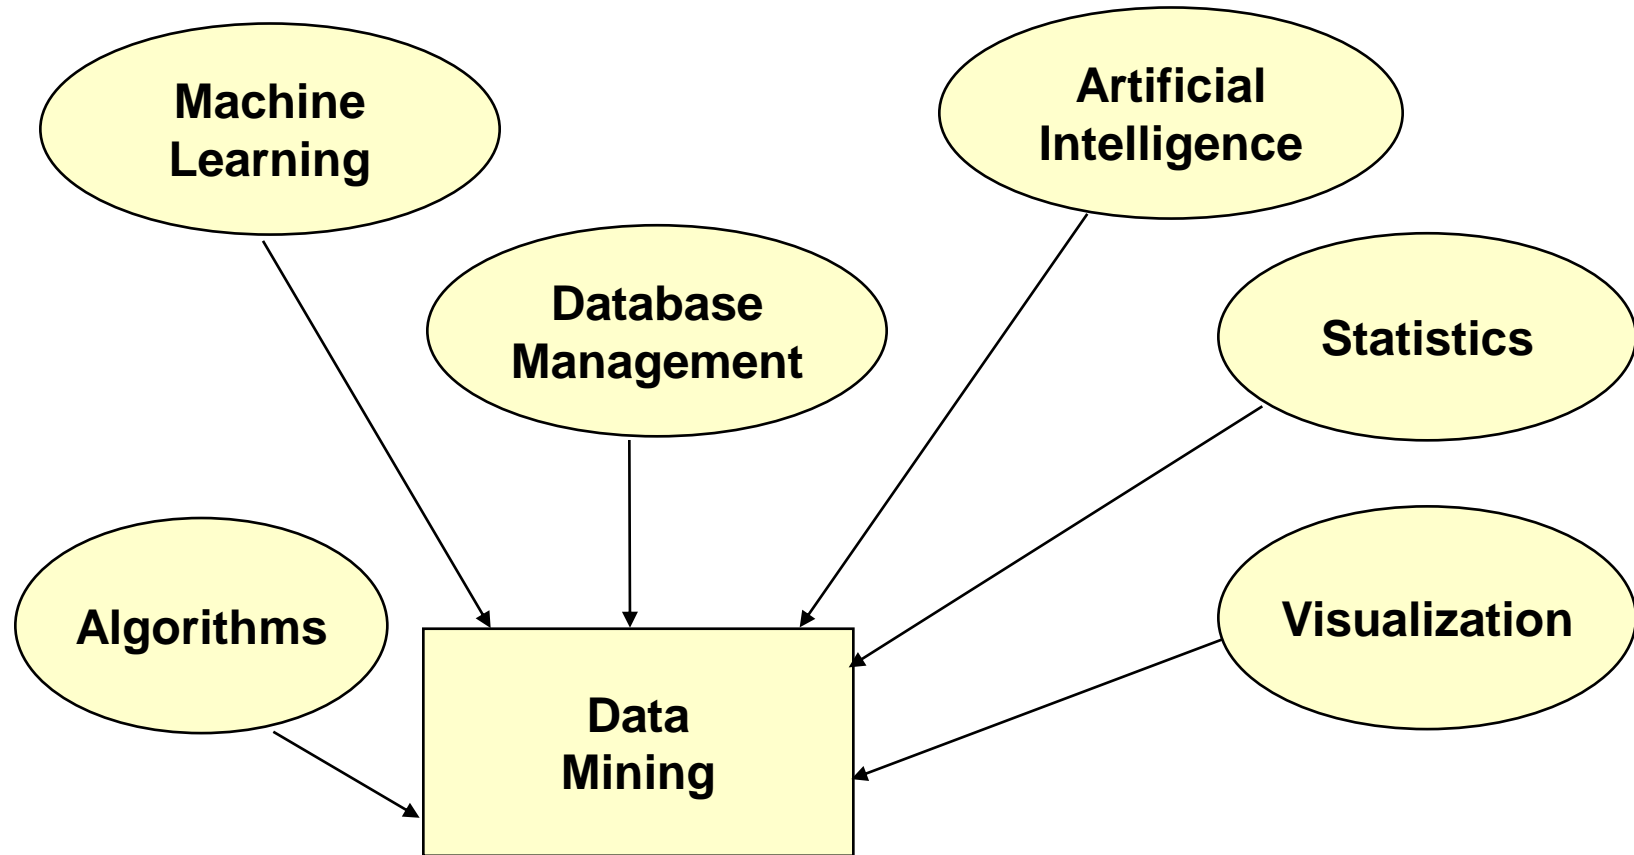 Machine
Learning
Artificial
Intelligence
Database
Management
Statistics
Algorithms
Visualization
Data
Mining